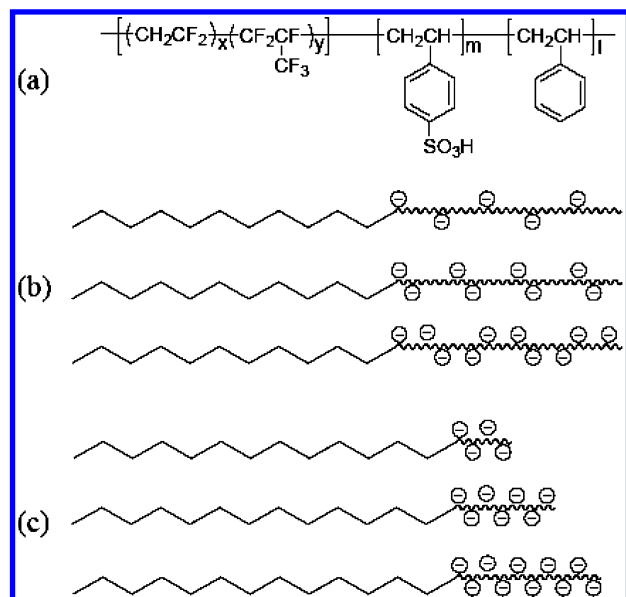 (a)
[(CH2CF2)x(CF2CF)y] [CH2CH]m [CH2CH]l
CF3
SO3H
(b)
(c)